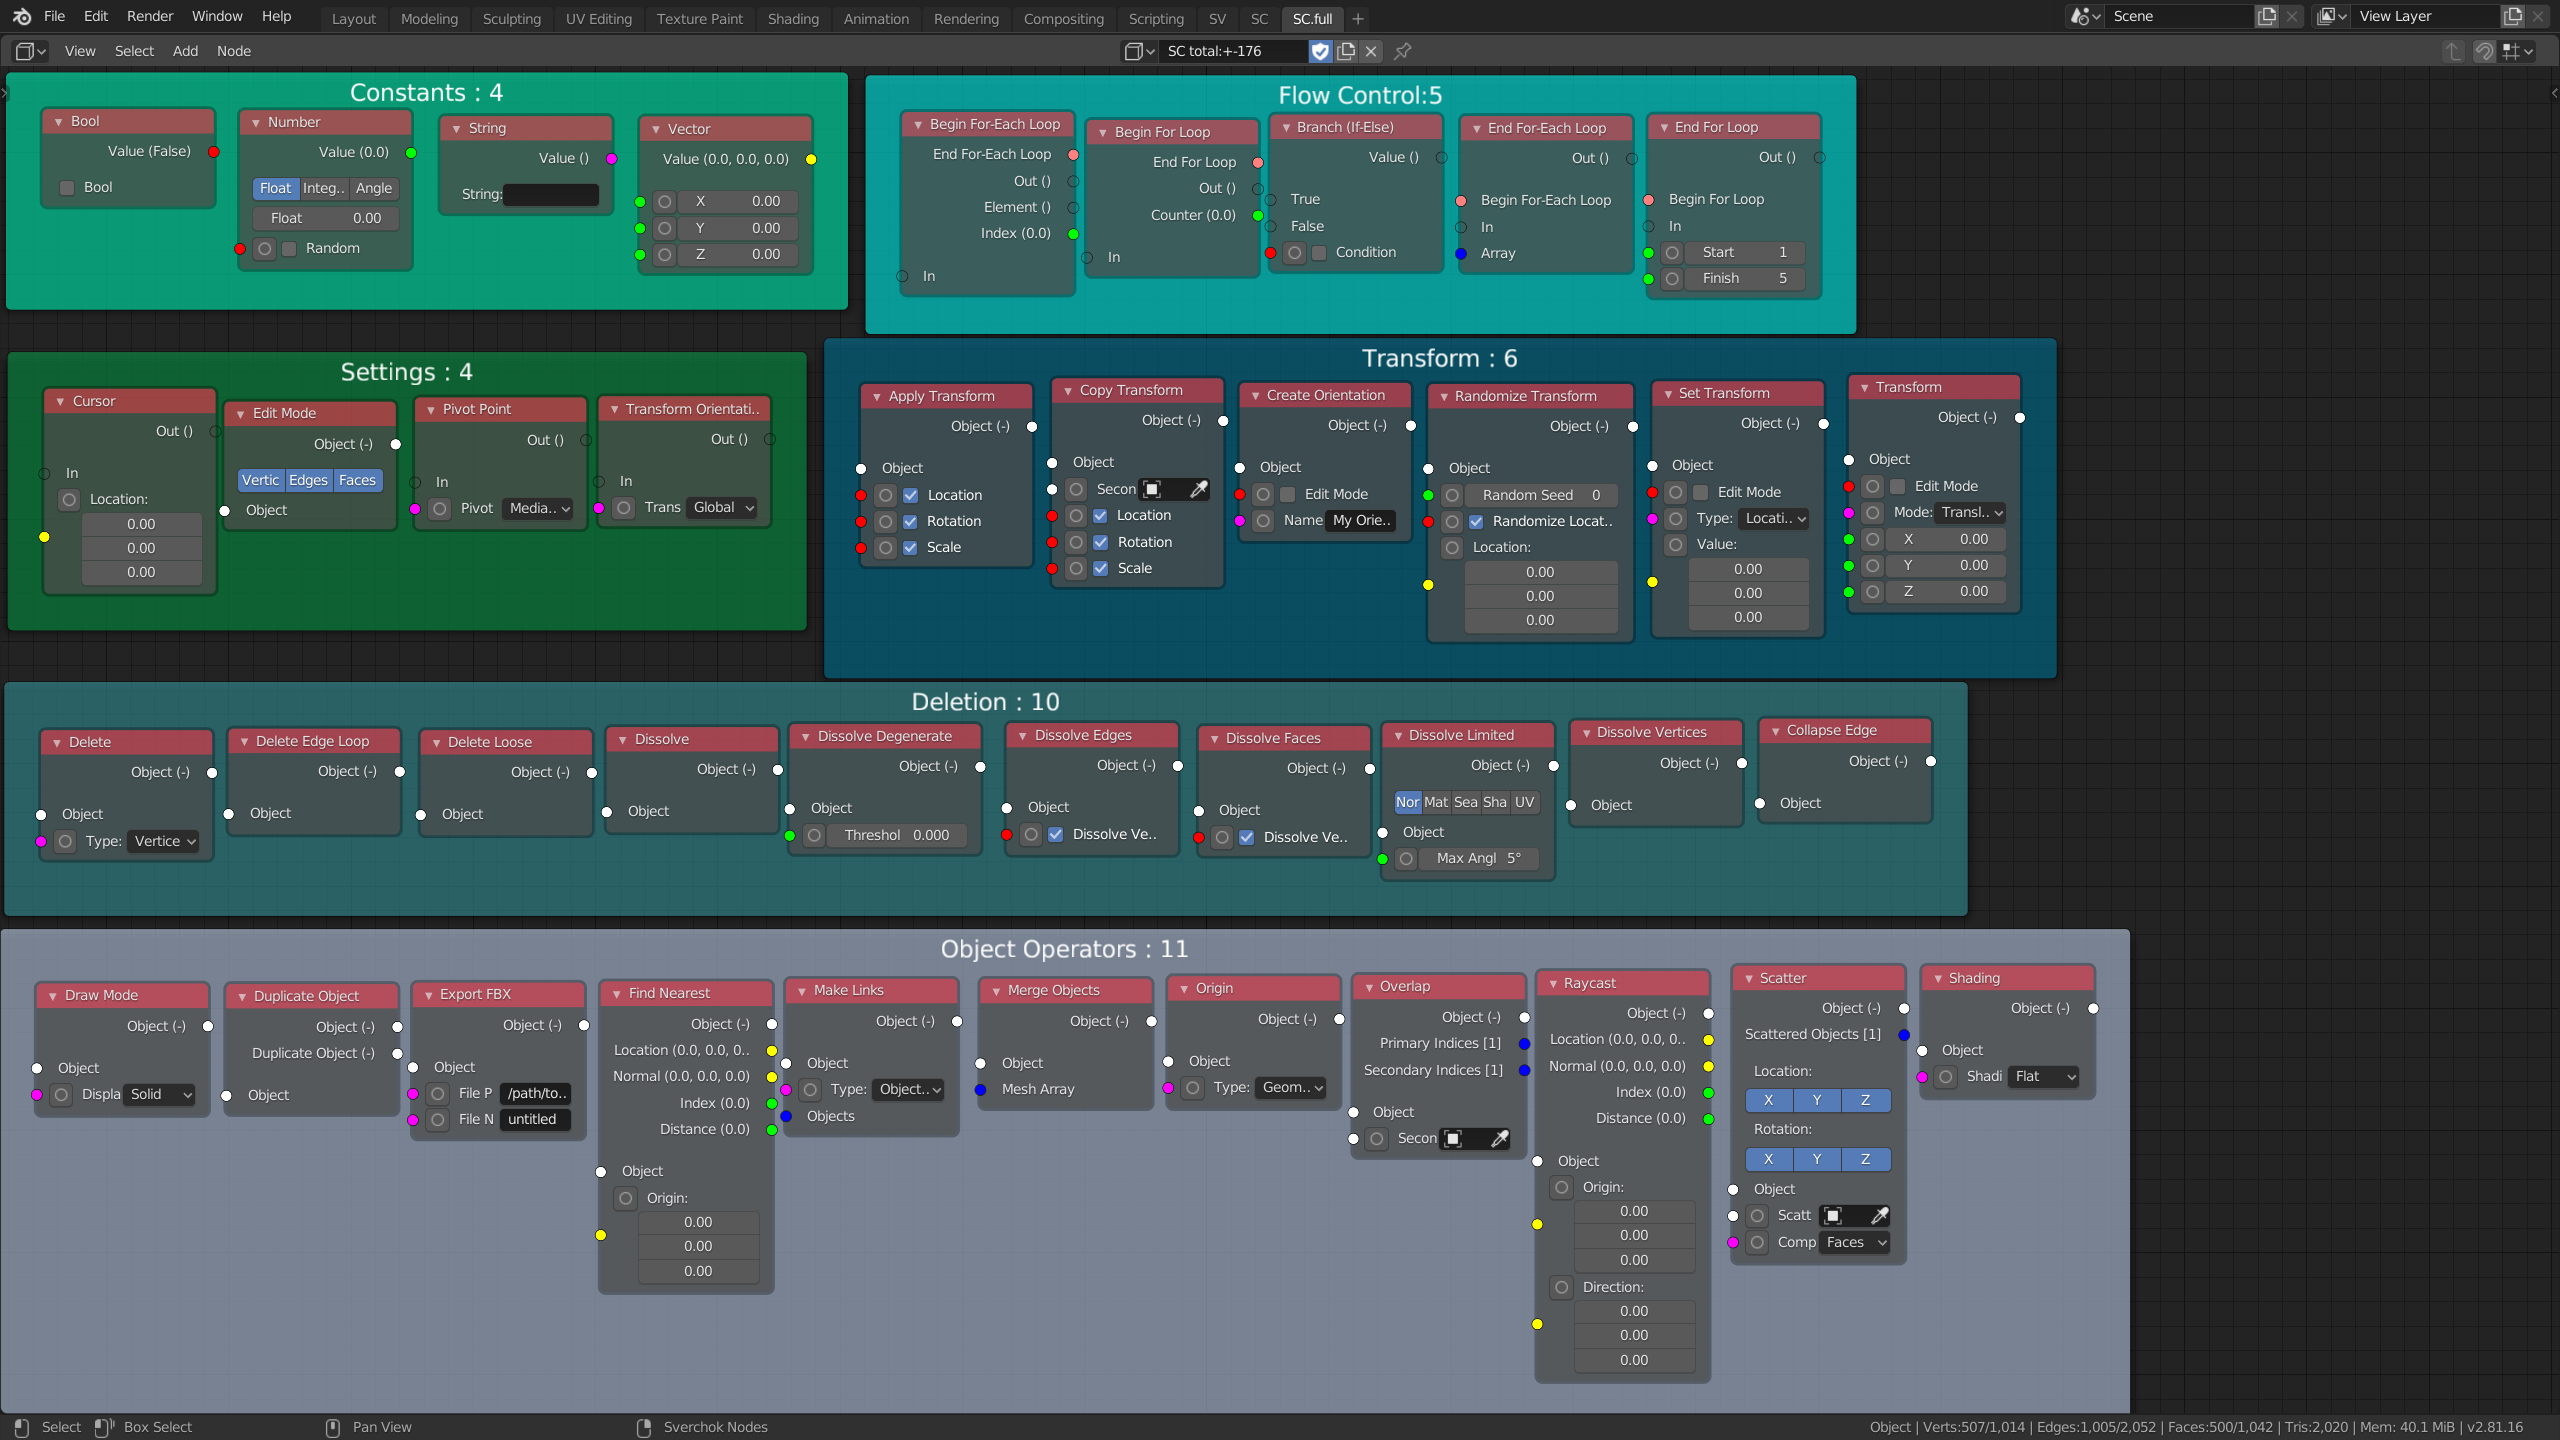 File Edit Render Window Help Layout Modeling Sculpting UV Editing Texture Paint Shading Animation Rendering Compositing Scripting SV SC SC.full + Scene View Layer
View Select Add Node SC total:+-176
Constants : 4
Bool
Value (False)
Bool
Number
Value (0.0)
Float Integ.. Angle
Float 0.00
Random
String
Value ()
String:
Vector
Value (0.0, 0.0, 0.0)
X 0.00
Y 0.00
Z 0.00
Flow Control:5
Begin For-Each Loop
End For-Each Loop
Out ()
Element ()
Index (0.0)
In
Begin For Loop
End For Loop
Out ()
Counter (0.0)
In
Branch (If-Else)
Value ()
True
False
Condition
End For-Each Loop
Out ()
Begin For-Each Loop
In
Array
End For Loop
Out ()
Begin For Loop
In
Start 1
Finish 5
Settings : 4
Cursor
Out ()
In
Location:
0.00
0.00
0.00
Edit Mode
Object (-)
Vertic Edges Faces
Object
Pivot Point
Out ()
In
Pivot Media..
Transform Orientati..
Out ()
In
Trans Global
Transform : 6
Apply Transform
Object (-)
Object
Location
Rotation
Scale
Copy Transform
Object (-)
Object
Secon
Location
Rotation
Scale
Create Orientation
Object (-)
Object
Edit Mode
Name My Orie..
Randomize Transform
Object (-)
Object
Random Seed 0
Randomize Locat..
Location:
0.00
0.00
0.00
Set Transform
Object (-)
Object
Edit Mode
Type: Locati..
Value:
0.00
0.00
0.00
Transform
Object (-)
Object
Edit Mode
Mode: Transl..
X 0.00
Y 0.00
Z 0.00
Deletion : 10
Delete
Object (-)
Object
Type: Vertice
Delete Edge Loop
Object (-)
Object
Delete Loose
Object (-)
Object
Dissolve
Object (-)
Object
Dissolve Degenerate
Object (-)
Object
Threshol 0.000
Dissolve Edges
Object (-)
Object
Dissolve Ve..
Dissolve Faces
Object (-)
Object
Dissolve Ve..
Dissolve Limited
Object (-)
Nor Mat Sea Sha UV
Object
Max Angl 5°
Dissolve Vertices
Object (-)
Object
Collapse Edge
Object (-)
Object
Object Operators : 11
Draw Mode
Object (-)
Object
Displa Solid
Duplicate Object
Object (-)
Duplicate Object (-)
Object
Export FBX
Object (-)
Object
File P /path/to..
File N untitled
Find Nearest
Object (-)
Location (0.0, 0.0, 0..
Normal (0.0, 0.0, 0.0)
Index (0.0)
Distance (0.0)
Object
Origin:
0.00
0.00
0.00
Make Links
Object (-)
Object
Type: Object..
Objects
Merge Objects
Object (-)
Object
Mesh Array
Origin
Object (-)
Object
Type: Geom..
Overlap
Object (-)
Primary Indices [1]
Secondary Indices [1]
Object
Secon
Raycast
Object (-)
Location (0.0, 0.0, 0..
Normal (0.0, 0.0, 0.0)
Index (0.0)
Distance (0.0)
Object
Origin:
0.00
0.00
0.00
Direction:
0.00
0.00
0.00
Scatter
Object (-)
Scattered Objects [1]
Location:
X Y Z
Rotation:
X Y Z
Object
Scatt
Comp Faces
Shading
Object (-)
Object
Shadi Flat
Select Box Select Pan View Sverchok Nodes Object | Verts:507/1,014 | Edges:1,005/2,052 | Faces:500/1,042 | Tris:2,020 | Mem: 40.1 MiB | v2.81.16